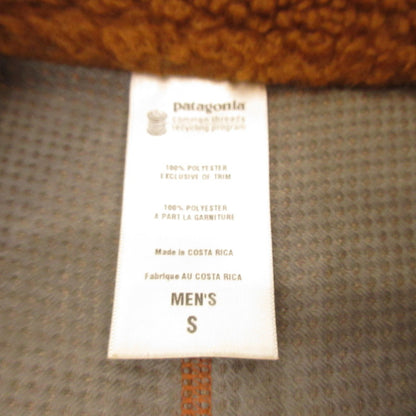 patagonia
common threads
recycling program
100% POLYESTER
EXCLUSIVE OF TRIM
100% POLYESTER
A PART LA GARNITURE
Made in COSTA RICA
Fabrique AU COSTA RICA
MEN'S
S